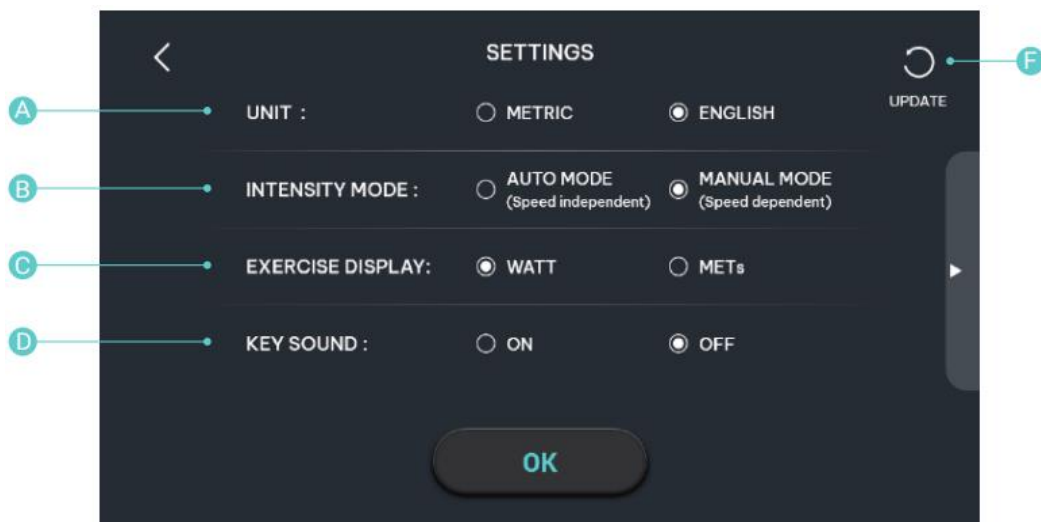 SETTINGS
F
UPDATE
A
UNIT :
METRIC
ENGLISH
B
INTENSITY MODE :
AUTO MODE
(Speed independent)
MANUAL MODE
(Speed dependent)
C
EXERCISE DISPLAY:
WATT
METs
D
KEY SOUND :
ON
OFF
OK